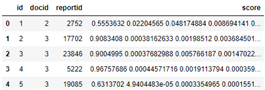 id docid reportid score
0 1 2 2752 0.5553632 0.02204565 0.048174884 0.008694141 0....
1 2 3 17702 0.9083408 0.00038162633 0.00198512 0.003684501...
2 3 3 23846 0.9004995 0.00037682988 0.005766187 0.00147022...
3 4 3 5222 0.96757686 0.00044571716 0.0019113794 0.000359...
4 5 3 19085 0.6313702 4.9404483e-05 0.0003354965 0.0001551...